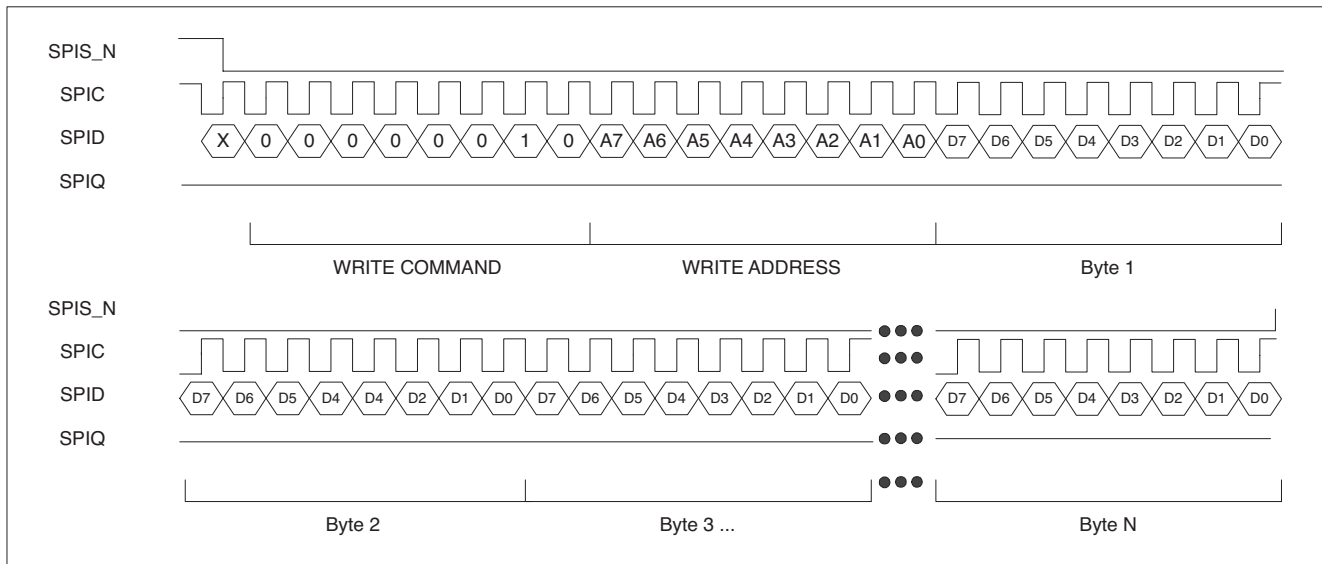 SPIS_N
SPIC
SPID X 0 0 0 0 0 0 1 0 A7 A6 A5 A4 A3 A2 A1 A0 D7 D6 D5 D4 D3 D2 D1 D0
SPIQ
WRITE COMMAND WRITE ADDRESS Byte 1
SPIS_N
SPIC
SPID D7 D6 D5 D4 D4 D2 D1 D0 D7 D6 D5 D4 D3 D2 D1 D0 D7 D6 D5 D4 D3 D2 D1 D0
SPIQ
Byte 2 Byte 3 ... Byte N